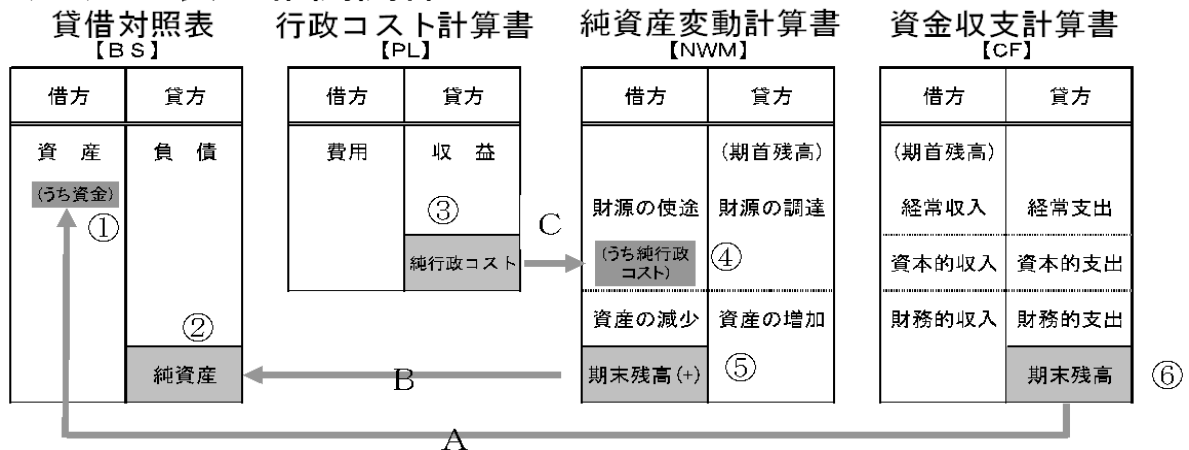 貸借対照表
【BS】
借方 貸方
資 産 負 債
(うち資金)
①
②
純資産
行政コスト計算書
【PL】
借方 貸方
費用 収 益
③
純行政コスト
C
純資産変動計算書
【NWM】
借方 貸方
(期首残高)
財源の使途 財源の調達
(うち純行政
コスト)
④
資産の減少 資産の増加
期末残高(+)
⑤
B
資金収支計算書
【CF】
借方 貸方
(期首残高)
経常収入 経常支出
資本的収入 資本的支出
財務的収入 財務的支出
期末残高
⑥
A